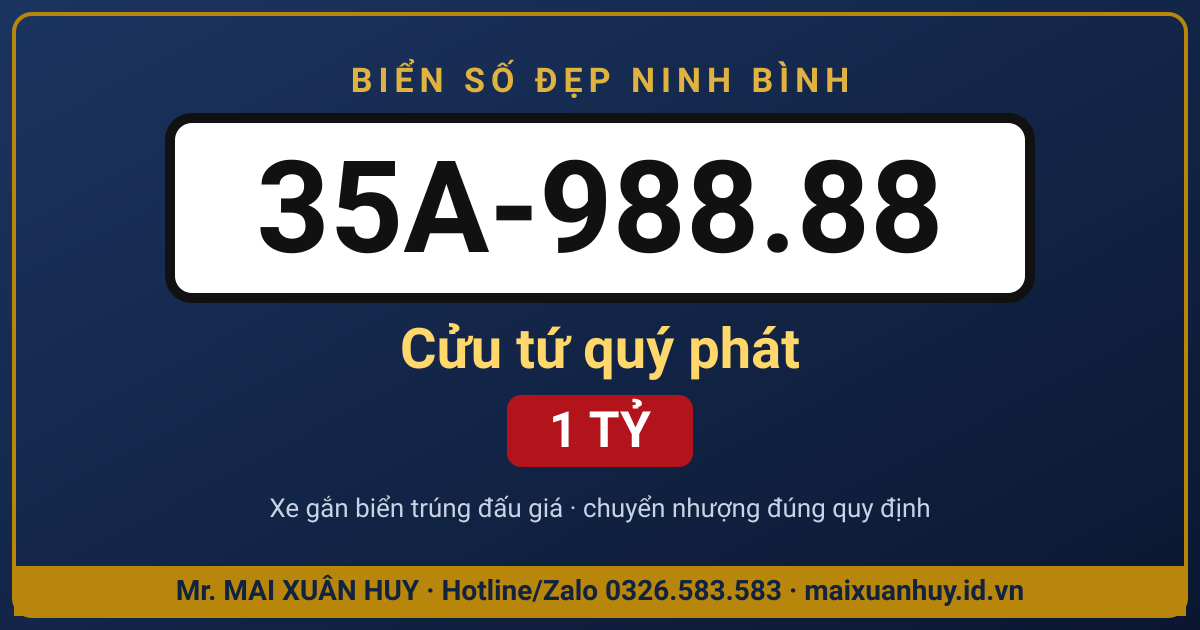 BIỂN SỐ ĐẸP NINH BÌNH
35A-988.88
Cửu tứ quý phát
1 TỶ
Xe gắn biển trúng đấu giá · chuyển nhượng đúng quy định
Mr. MAI XUÂN HUY · Hotline/Zalo 0326.583.583 · maixuanhuy.id.vn